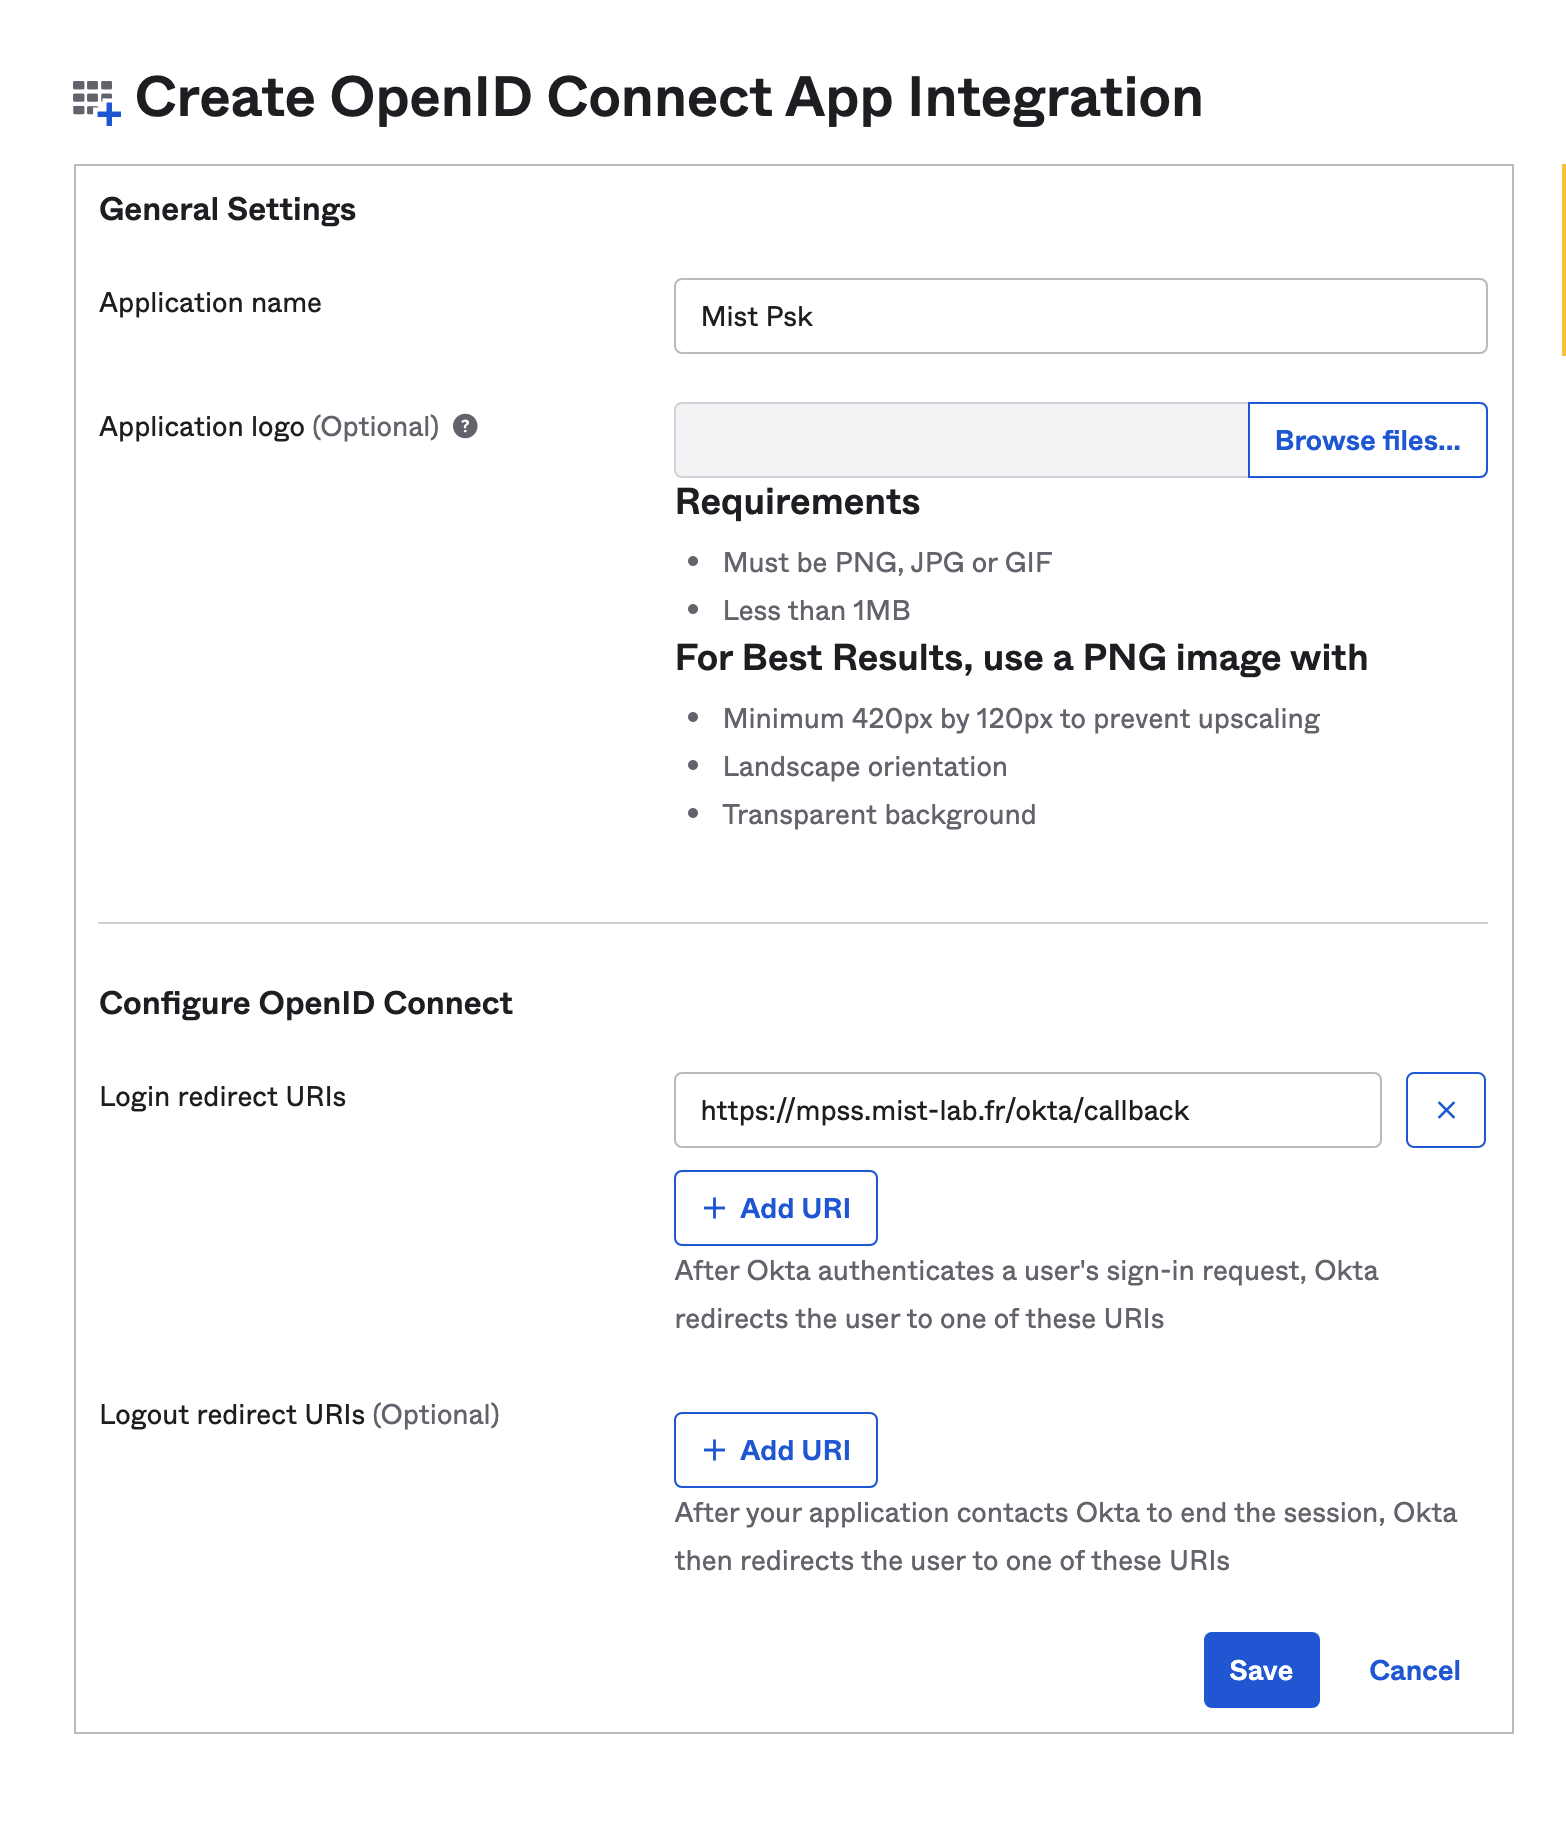 Create OpenID Connect App Integration
General Settings
Application name
Mist Psk
Application logo (Optional) ?
Browse files...
Requirements
• Must be PNG, JPG or GIF
• Less than 1MB
For Best Results, use a PNG image with
• Minimum 420px by 120px to prevent upscaling
• Landscape orientation
• Transparent background
Configure OpenID Connect
Login redirect URIs
https://mpss.mist-lab.fr/okta/callback
+ Add URI
After Okta authenticates a user's sign-in request, Okta
redirects the user to one of these URIs
Logout redirect URIs (Optional)
+ Add URI
After your application contacts Okta to end the session, Okta
then redirects the user to one of these URIs
Save Cancel